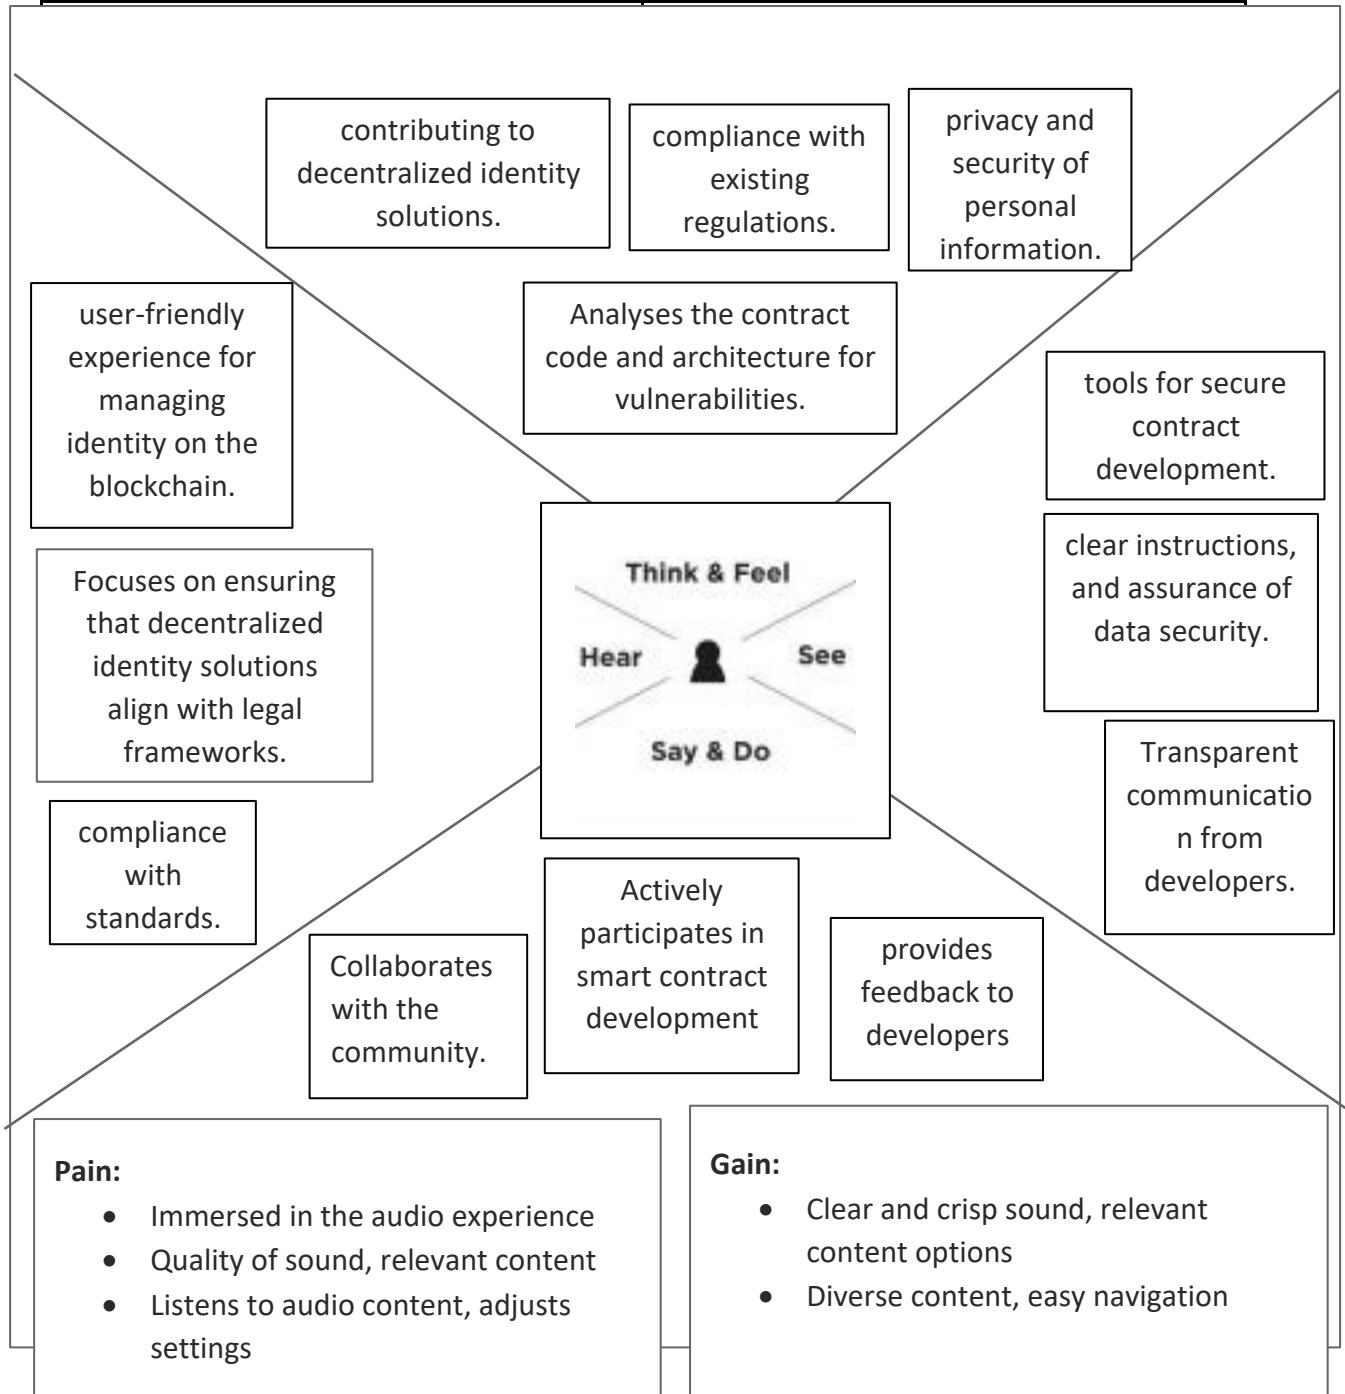 contributing to
decentralized identity
solutions.
compliance with
existing
regulations.
privacy and
security of
personal
information.
user-friendly
experience for
managing
identity on the
blockchain.
Analyses the contract
code and architecture for
vulnerabilities.
tools for secure
contract
development.
clear instructions,
and assurance of
data security.
Focuses on ensuring
that decentralized
identity solutions
align with legal
frameworks.
Think & Feel
Hear
See
Say & Do
Transparent
communicatio
n from
developers.
compliance
with
standards.
Collaborates
with the
community.
Actively
participates in
smart contract
development
provides
feedback to
developers
Pain:
• Immersed in the audio experience
• Quality of sound, relevant content
• Listens to audio content, adjusts
settings
Gain:
• Clear and crisp sound, relevant
content options
• Diverse content, easy navigation